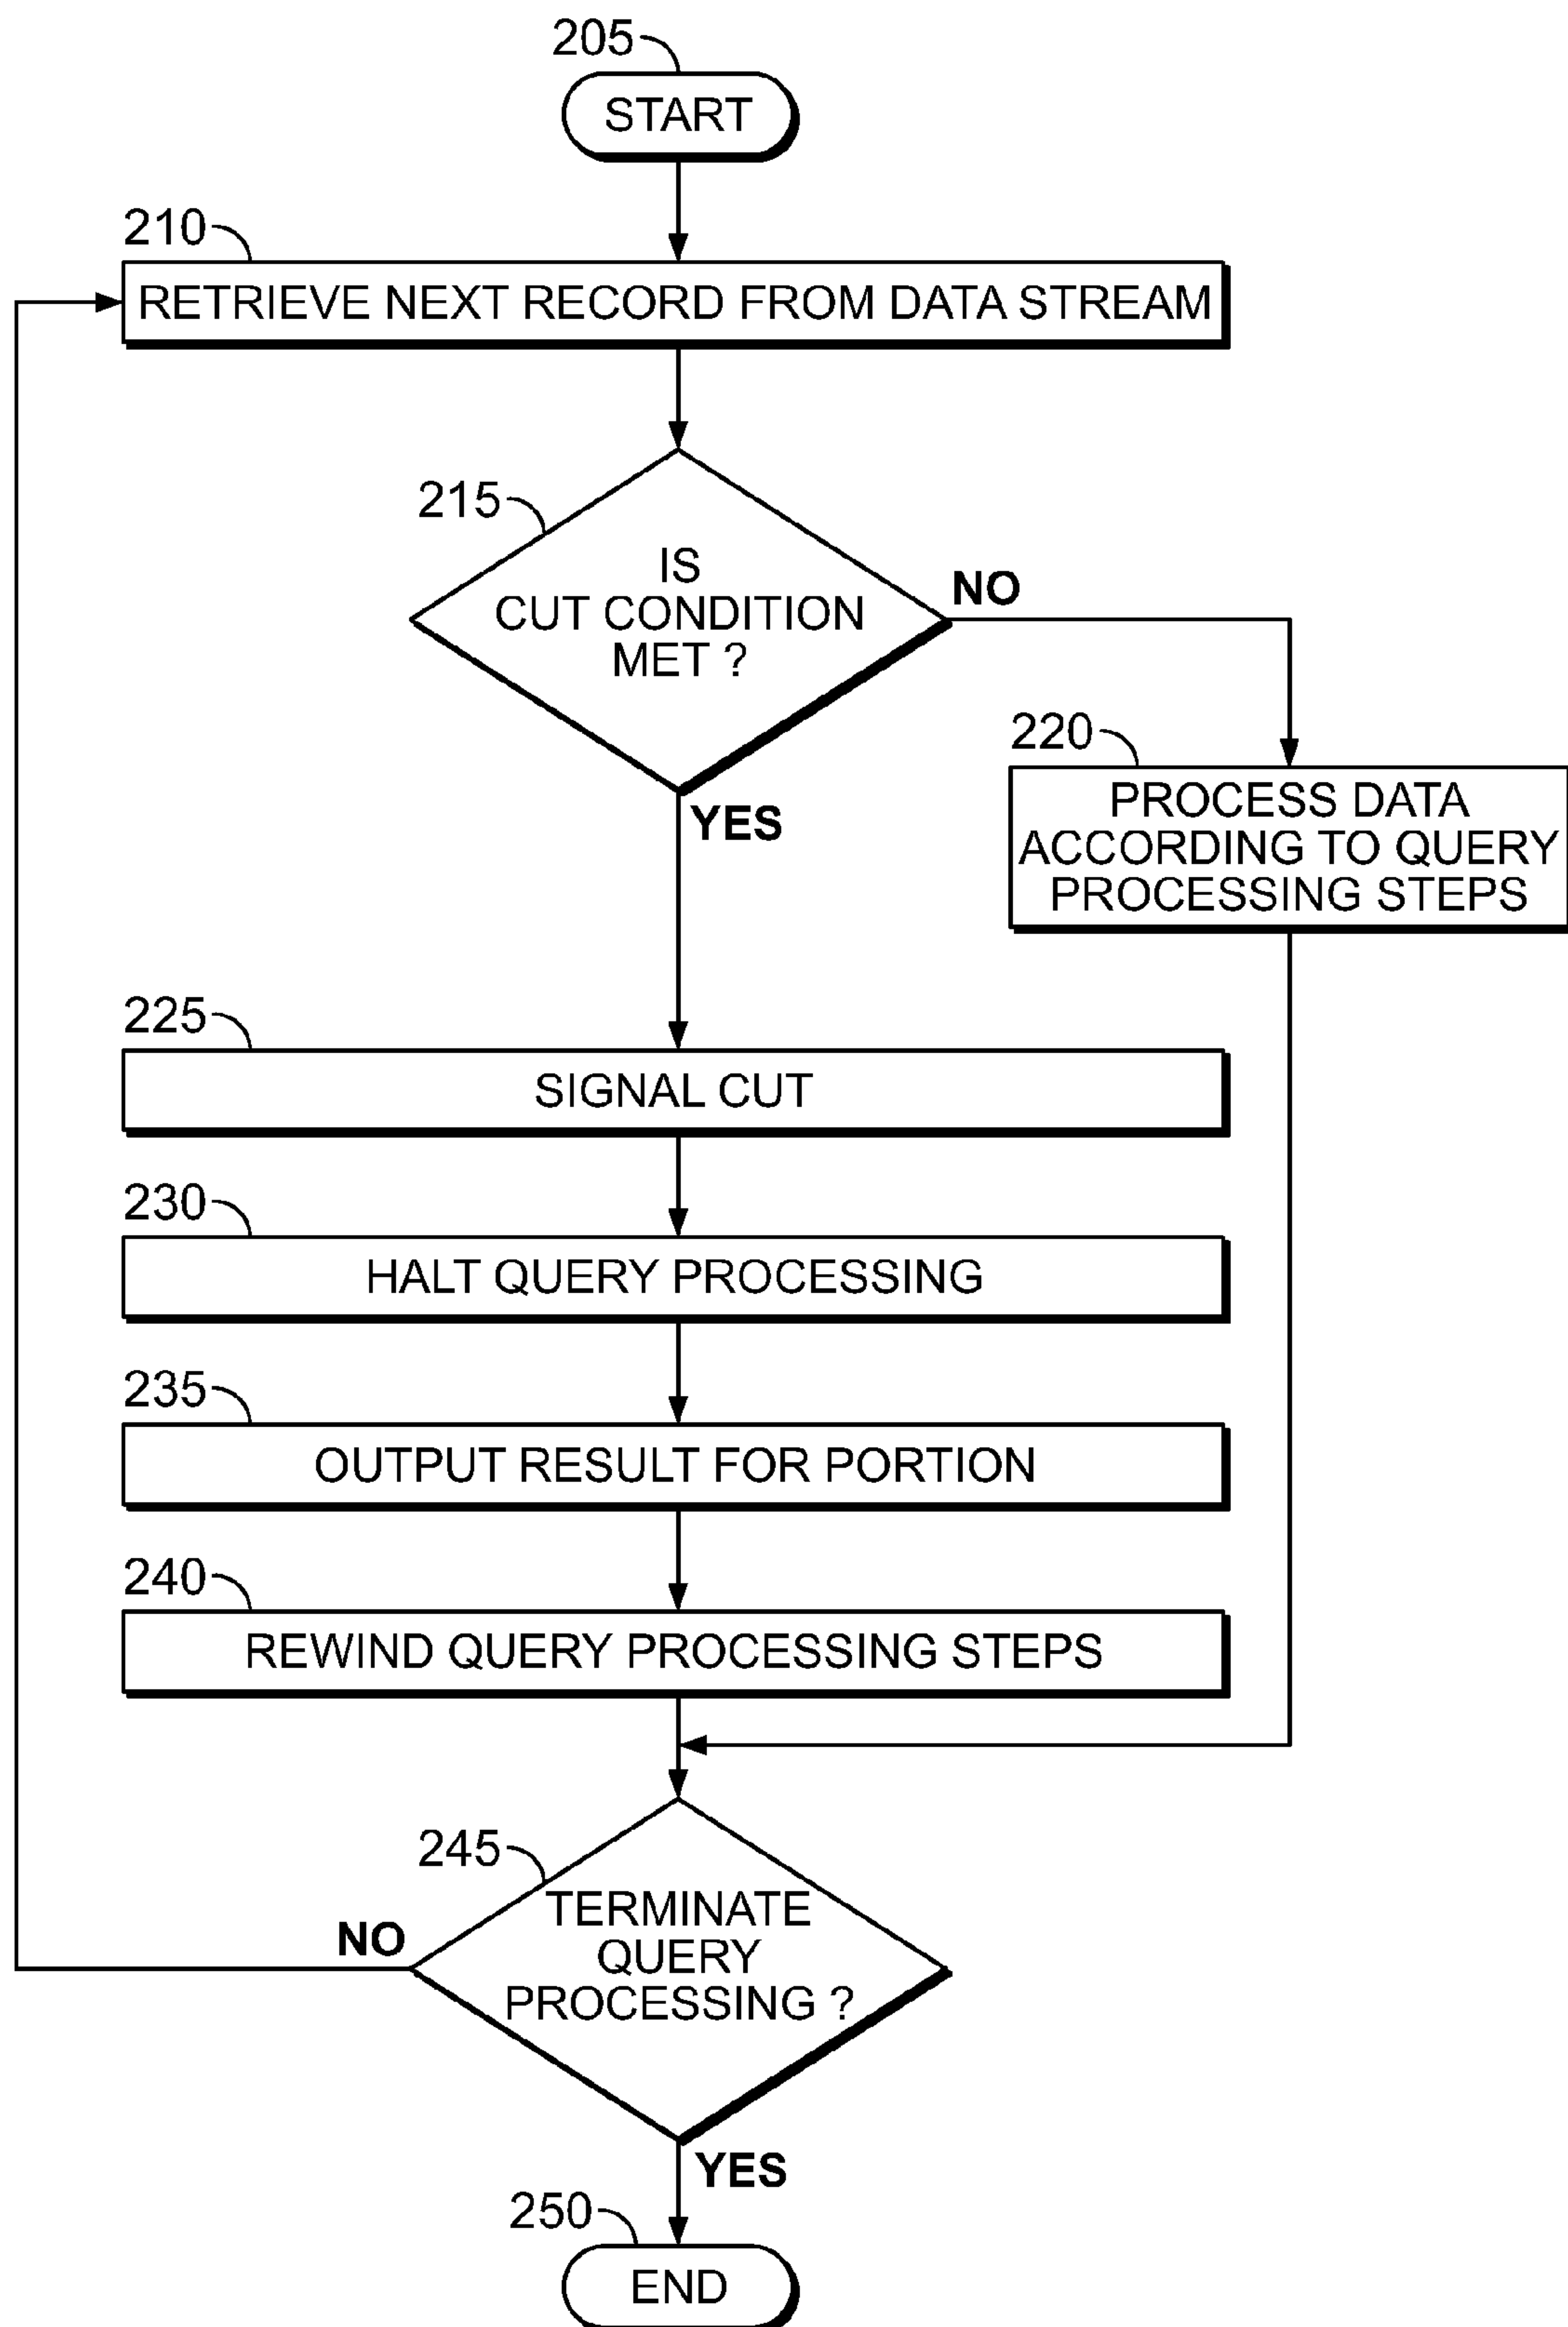 205
START
210
RETRIEVE NEXT RECORD FROM DATA STREAM
215
IS
CUT CONDITION
MET ?
NO
YES
220
PROCESS DATA
ACCORDING TO QUERY
PROCESSING STEPS
225
SIGNAL CUT
230
HALT QUERY PROCESSING
235
OUTPUT RESULT FOR PORTION
240
REWIND QUERY PROCESSING STEPS
245
TERMINATE
QUERY
PROCESSING ?
NO
YES
250
END